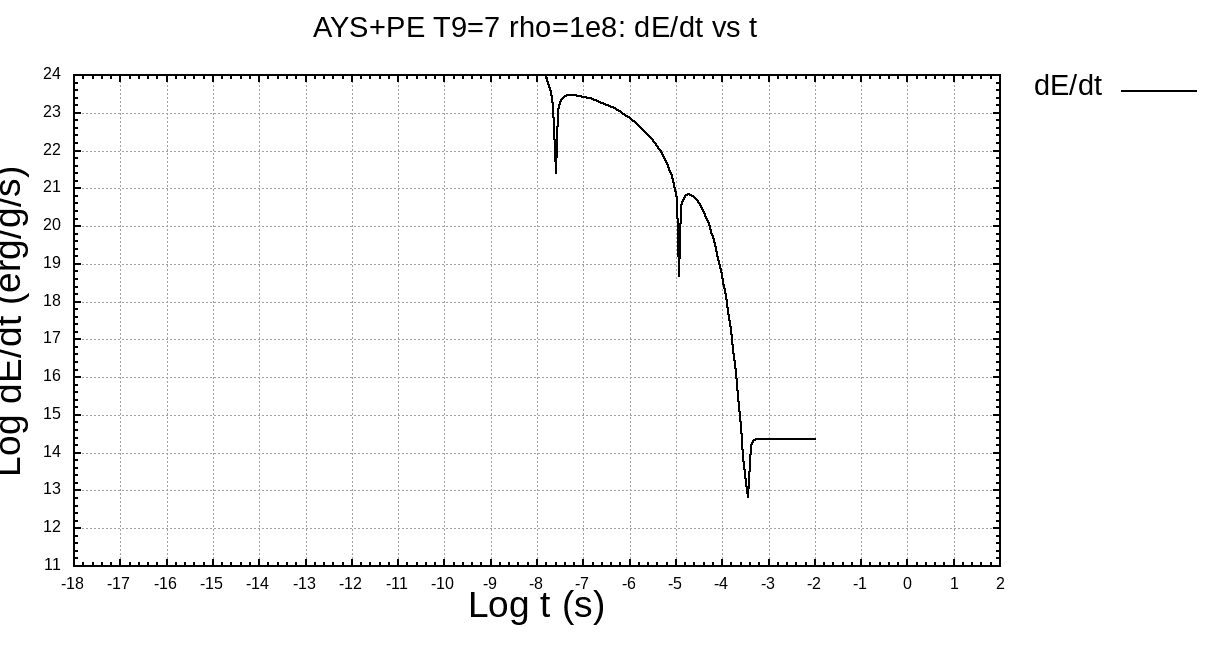 AYS+PE T9=7 rho=1e8: dE/dt vs t
dE/dt
Log dE/dt (erg/g/s)
24
23
22
21
20
19
18
17
16
15
14
13
12
11
-18 -17 -16 -15 -14 -13 -12 -11 -10 -9 -8 -7 -6 -5 -4 -3 -2 -1 0 1 2
Log t (s)